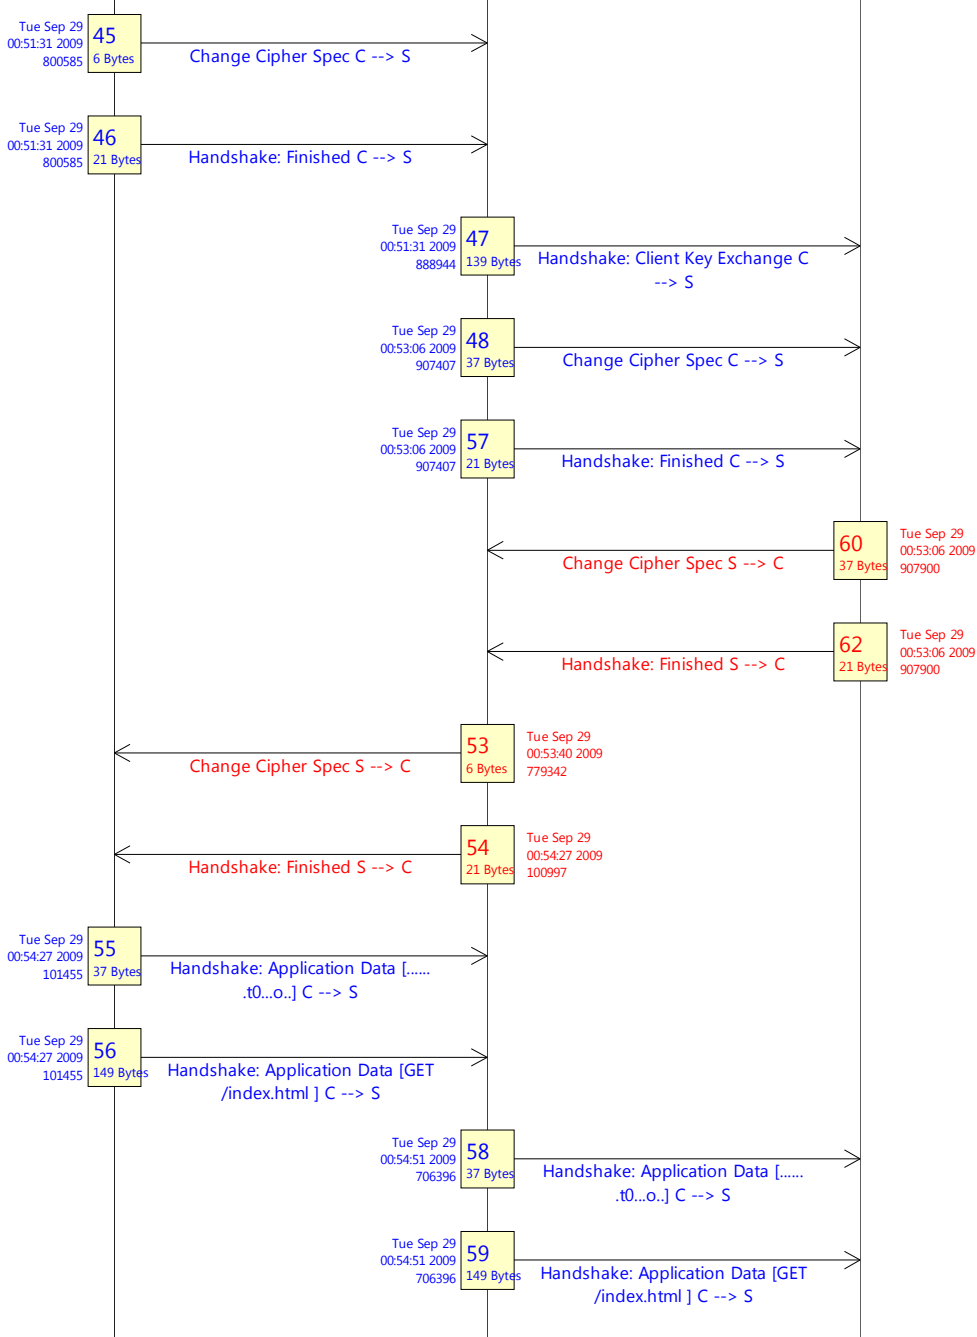 Tue Sep 29
00:51:31 2009
800585
45
6 Bytes
Change Cipher Spec C --> S
Tue Sep 29
00:51:31 2009
800585
46
21 Bytes
Handshake: Finished C --> S
Tue Sep 29
00:51:31 2009
888944
47
139 Bytes
Handshake: Client Key Exchange C
--> S
Tue Sep 29
00:53:06 2009
907407
48
37 Bytes
Change Cipher Spec C --> S
Tue Sep 29
00:53:06 2009
907407
57
21 Bytes
Handshake: Finished C --> S
60
37 Bytes
Tue Sep 29
00:53:06 2009
907900
Change Cipher Spec S --> C
62
21 Bytes
Tue Sep 29
00:53:06 2009
907900
Handshake: Finished S --> C
53
6 Bytes
Tue Sep 29
00:53:40 2009
779342
Change Cipher Spec S --> C
54
21 Bytes
Tue Sep 29
00:54:27 2009
100997
Handshake: Finished S --> C
Tue Sep 29
00:54:27 2009
101455
55
37 Bytes
Handshake: Application Data [......
.t0...o..] C --> S
Tue Sep 29
00:54:27 2009
101455
56
149 Bytes
Handshake: Application Data [GET
/index.html ] C --> S
Tue Sep 29
00:54:51 2009
706396
58
37 Bytes
Handshake: Application Data [......
.t0...o..] C --> S
Tue Sep 29
00:54:51 2009
706396
59
149 Bytes
Handshake: Application Data [GET
/index.html ] C --> S